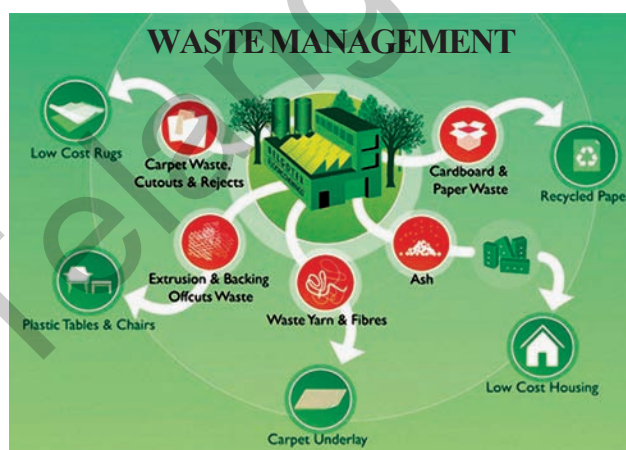 WASTE MANAGEMENT
Low Cost Rugs
Carpet Waste,
Cutouts & Rejects
Cardboard &
Paper Waste
Recycled Pape
Extrusion & Backing
Offcuts Waste
Waste Yarn & Fibres
Ash
Plastic Tables & Chairs
Carpet Underlay
Low Cost Housing
Teleng